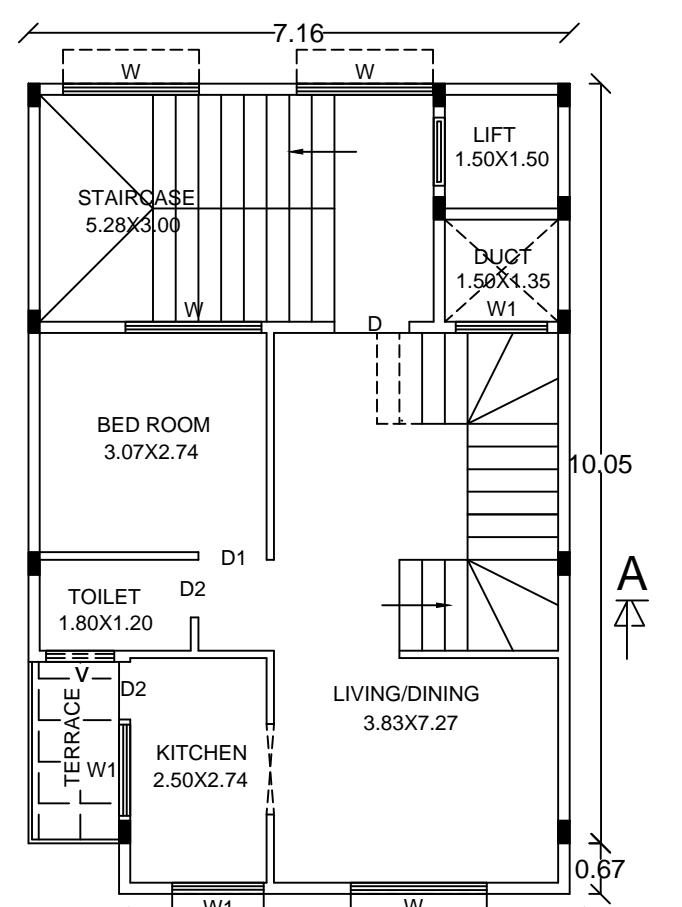 7.16
W
W
LIFT
1.50X1.50
STAIRCASE
5.28X3.00
DUCT
1.50X1.35
W
D
W1
BED ROOM
3.07X2.74
10.05
D1
A
TOILET
1.80X1.20
D2
V
D2
LIVING/DINING
3.83X7.27
TERRACE
KITCHEN
2.50X2.74
W1
0.67
W1
W